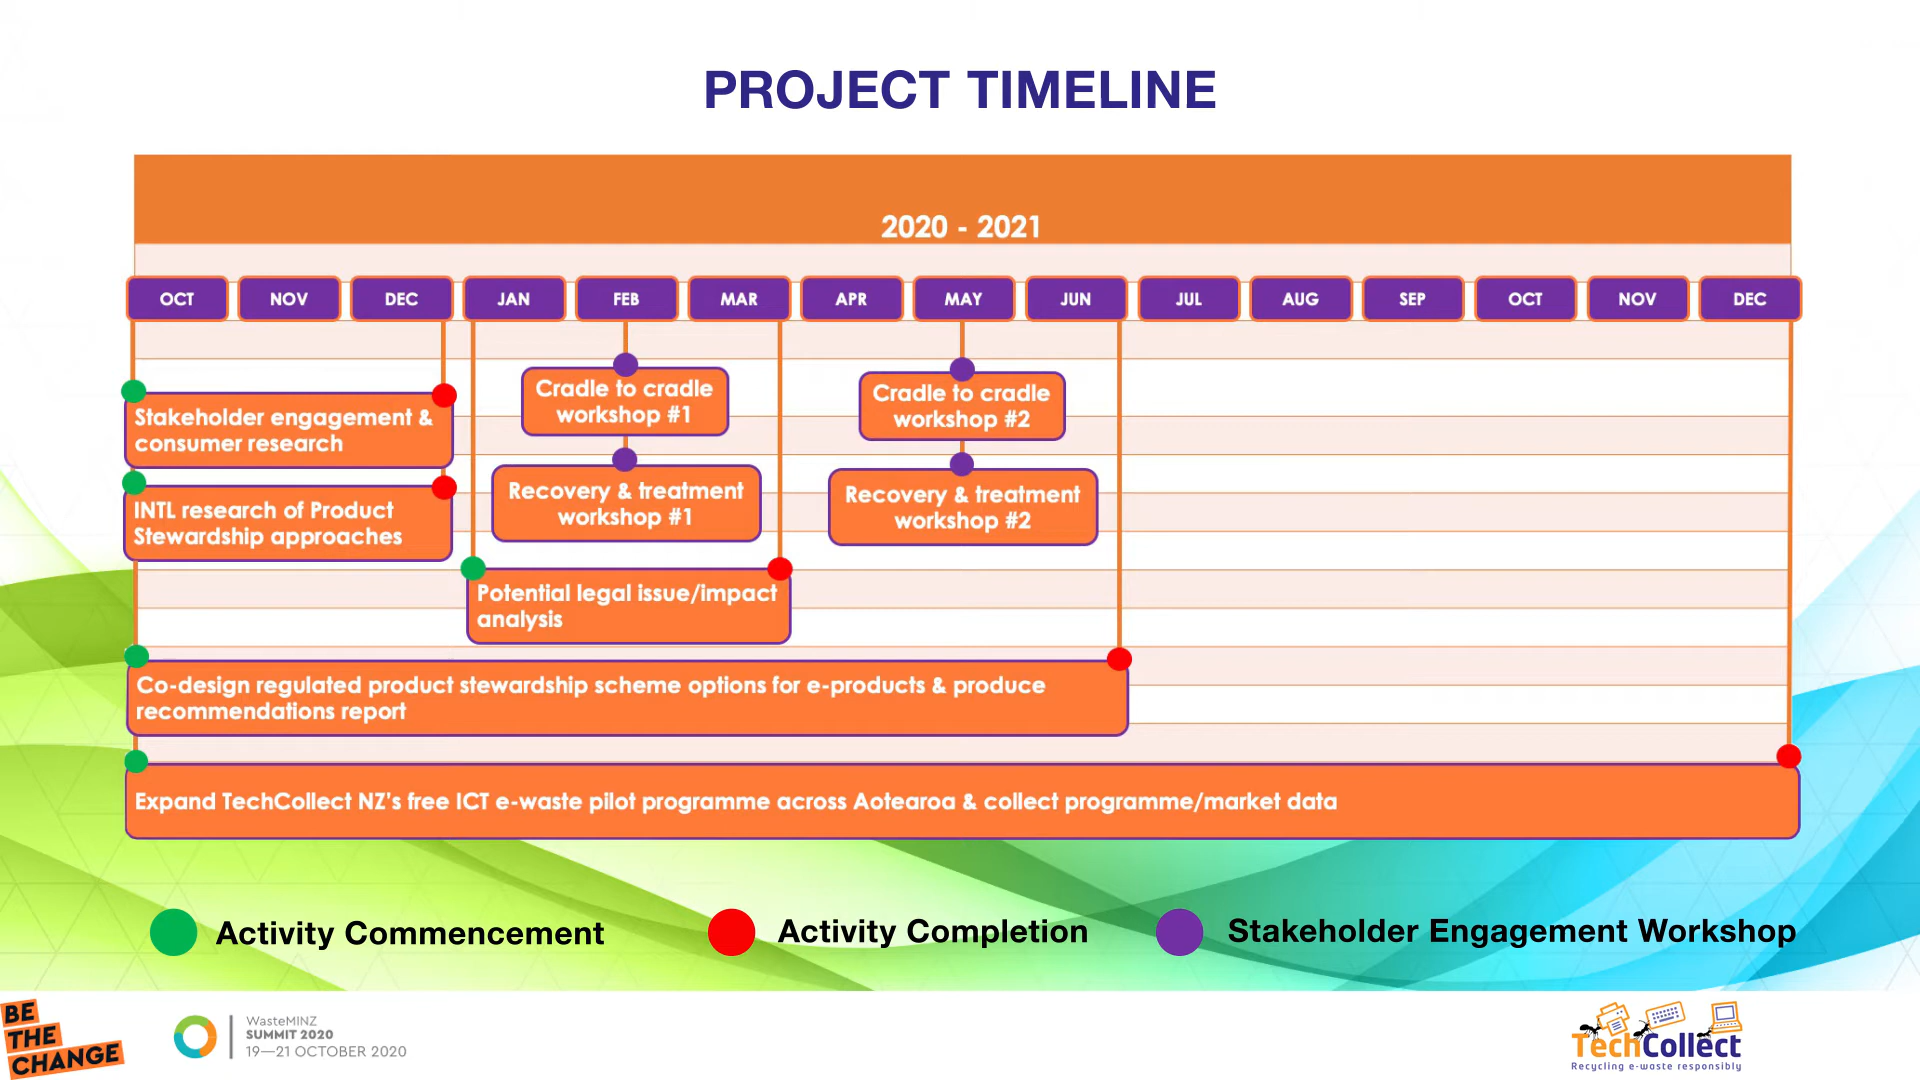 PROJECT TIMELINE
2020 - 2021
OCT NOV DEC JAN FEB MAR APR MAY JUN JUL AUG SEP OCT NOV DEC
Stakeholder engagement &
consumer research
Cradle to cradle
workshop #1
Cradle to cradle
workshop #2
INTL research of Product
Stewardship approaches
Recovery & treatment
workshop #1
Recovery & treatment
workshop #2
Potential legal issue/impact
analysis
Co-design regulated product stewardship scheme options for e-products & produce
recommendations report
Expand TechCollect NZ's free ICT e-waste pilot programme across Aotearoa & collect programme/market data
Activity Commencement
Activity Completion
Stakeholder Engagement Workshop
BE
THE
CHANGE
WasteMINZ
SUMMIT 2020
19—21 OCTOBER 2020
TechCollect
Recycling e-waste responsibly